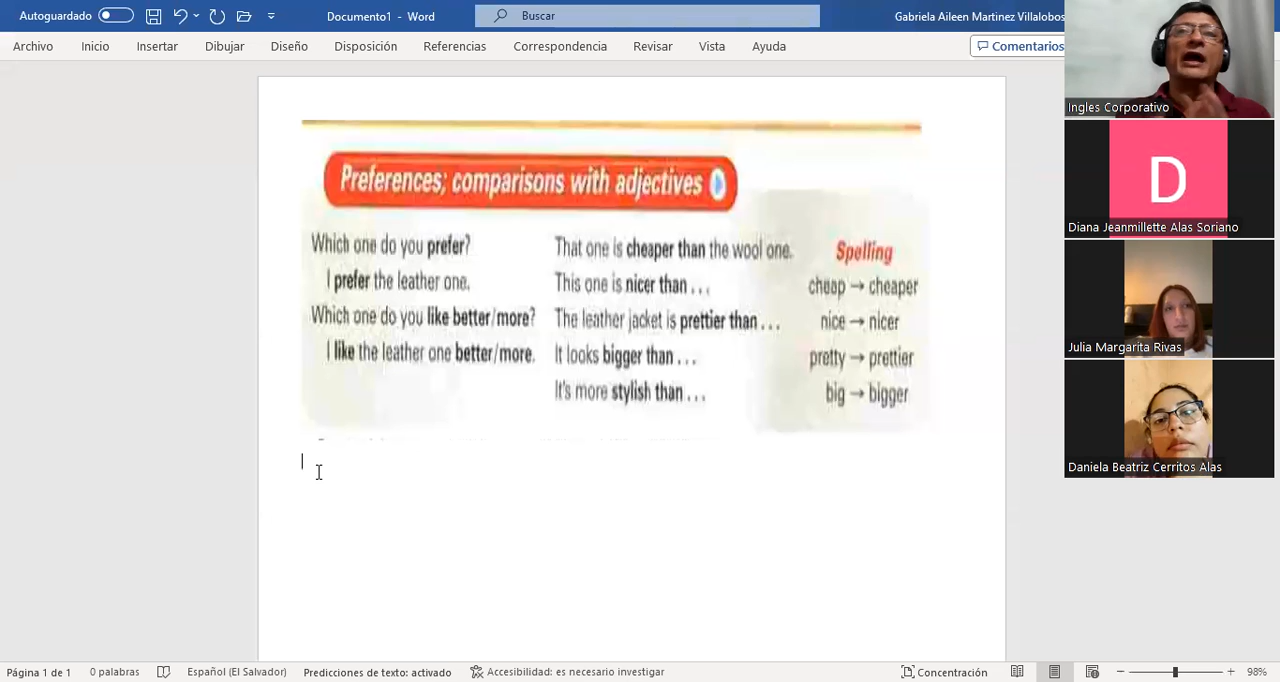 Autoguardado
Documento1 - Word
Buscar
Gabriela Aileen Martinez Villalobos
Archivo
Inicio
Insertar
Dibujar
Diseño
Disposición
Referencias
Correspondencia
Revisar
Vista
Ayuda
Comentarios
Preferences; comparisons with adjectives
Which one do you prefer?
I prefer the leather one.
Which one do you like better/more?
I like the leather one better/more.
That one is cheaper than the wool one.
This one is nicer than . . .
The leather jacket is prettier than . . .
It looks bigger than . . .
It's more stylish than . . .
Spelling
cheap → cheaper
nice → nicer
pretty → prettier
big → bigger
Ingles Corporativo
D
Diana Jeanmillette Alas Soriano
Julia Margarita Rivas
Daniela Beatriz Cerritos Alas
Página 1 de 1
0 palabras
Español (El Salvador)
Predicciones de texto: activado
Accesibilidad: es necesario investigar
Concentración
98%